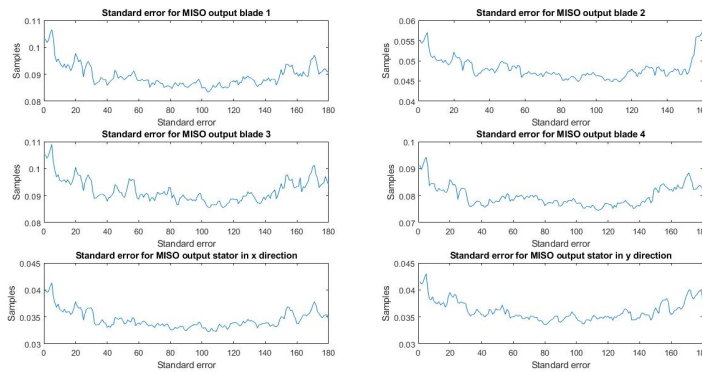 Standard error for MISO output blade 1
0.11
0.1
0.09
0.08
Samples
0 20 40 60 80 100 120 140 160 180
Standard error
Standard error for MISO output blade 2
0.06
0.055
0.05
0.045
0.04
Samples
0 20 40 60 80 100 120 140 16
Standard error
Standard error for MISO output blade 3
0.11
0.1
0.09
0.08
Samples
0 20 40 60 80 100 120 140 160 180
Standard error
Standard error for MISO output blade 4
0.1
0.09
0.08
0.07
Samples
0 20 40 60 80 100 120 140 160 180
Standard error
Standard error for MISO output stator in x direction
0.045
0.04
0.035
0.03
Samples
0 20 40 60 80 100 120 140 160 180
Standard error
Standard error for MISO output stator in y direction
0.045
0.04
0.035
0.03
Samples
0 20 40 60 80 100 120 140 160 180
Standard error